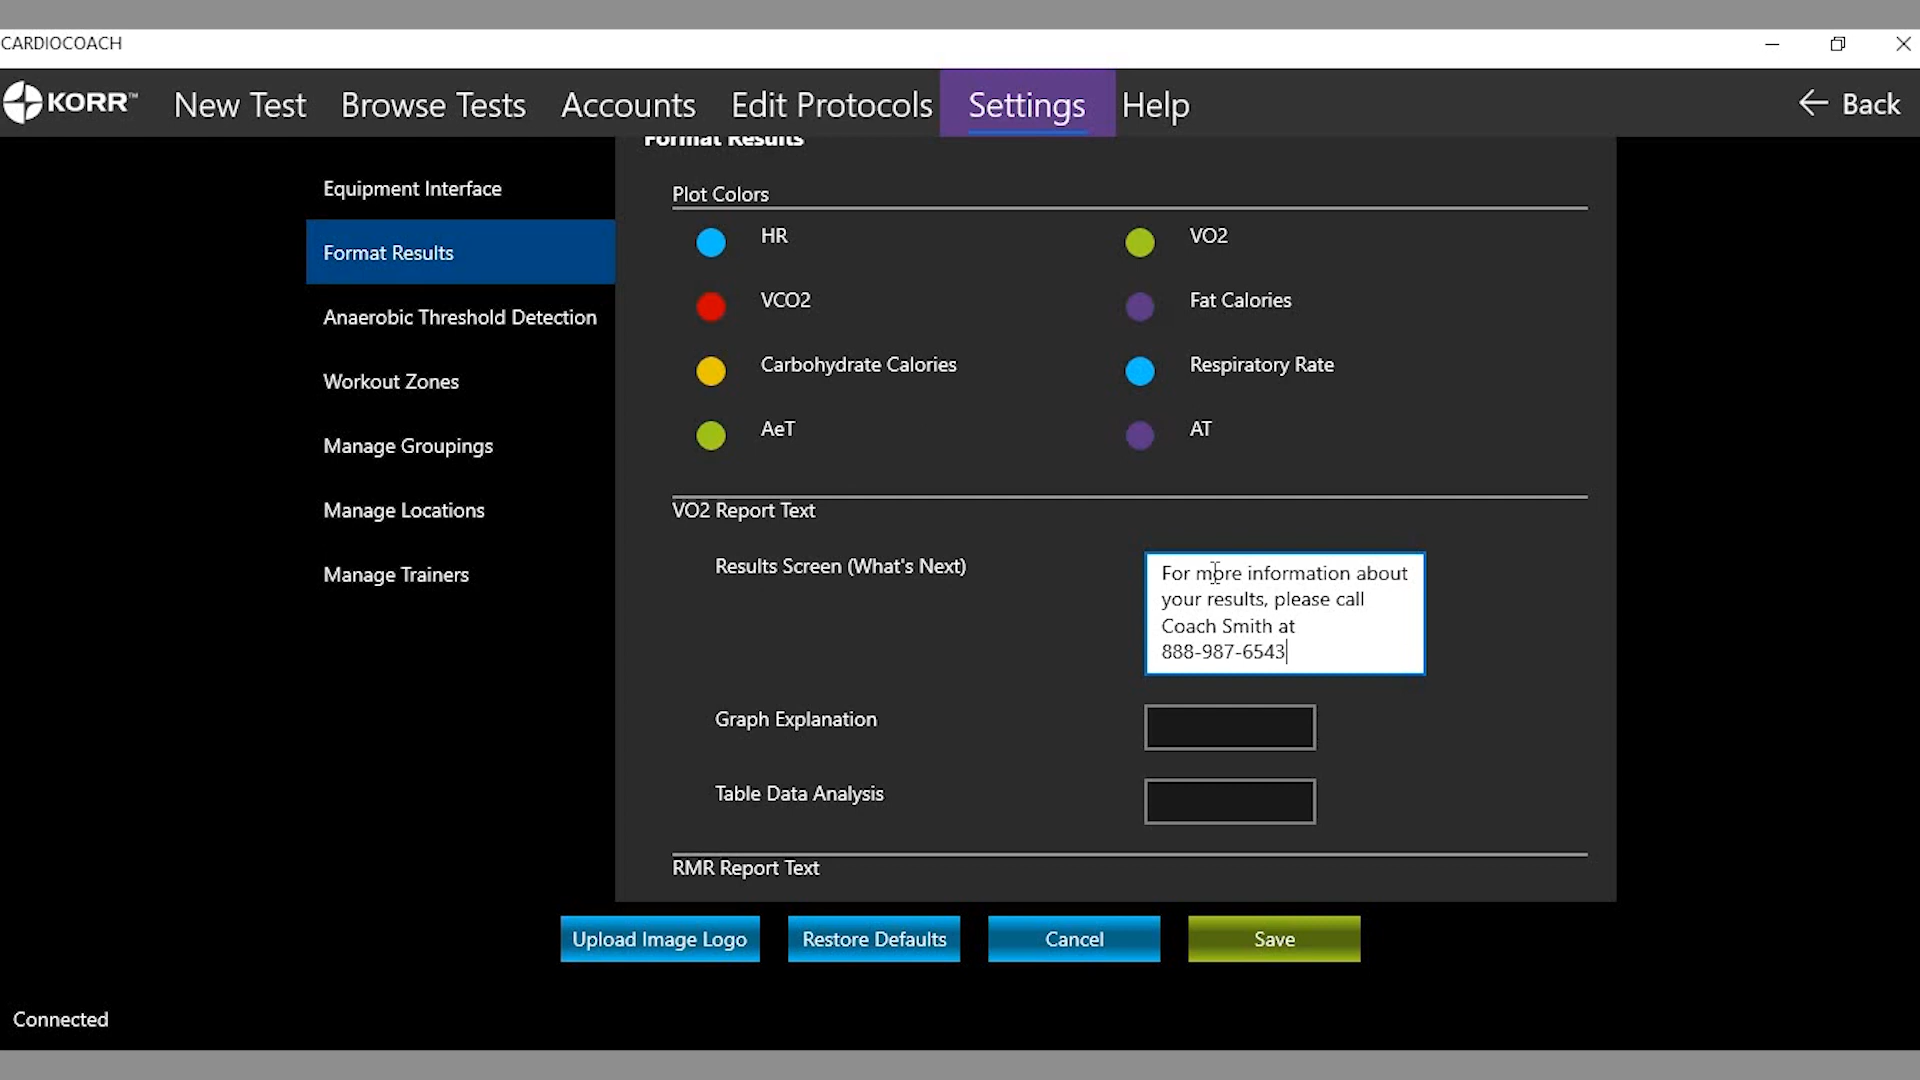 CARDIOCOACH
KORR™ New Test Browse Tests Accounts Edit Protocols Settings Help Back
Format Results
Equipment Interface
Format Results
Anaerobic Threshold Detection
Workout Zones
Manage Groupings
Manage Locations
Manage Trainers
Plot Colors
HR VO2
VCO2 Fat Calories
Carbohydrate Calories Respiratory Rate
AeT AT
VO2 Report Text
Results Screen (What's Next)
For more information about
your results, please call
Coach Smith at
888-987-6543
Graph Explanation
Table Data Analysis
RMR Report Text
Upload Image Logo Restore Defaults Cancel Save
Connected